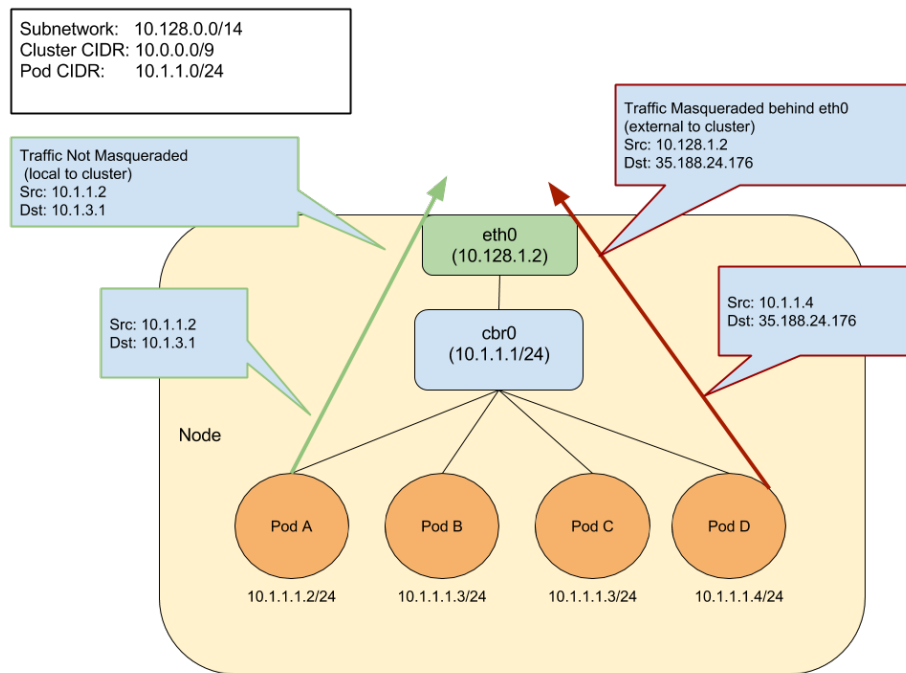 Subnetwork: 10.128.0.0/14
Cluster CIDR: 10.0.0.0/9
Pod CIDR: 10.1.1.0/24
Traffic Not Masqueraded
(local to cluster)
Src: 10.1.1.2
Dst: 10.1.3.1
Traffic Masqueraded behind eth0
(external to cluster)
Src: 10.128.1.2
Dst: 35.188.24.176
eth0
(10.128.1.2)
Src: 10.1.1.2
Dst: 10.1.3.1
Src: 10.1.1.4
Dst: 35.188.24.176
cbr0
(10.1.1.1/24)
Node
Pod A
Pod B
Pod C
Pod D
10.1.1.1.2/24
10.1.1.1.3/24
10.1.1.1.3/24
10.1.1.1.4/24